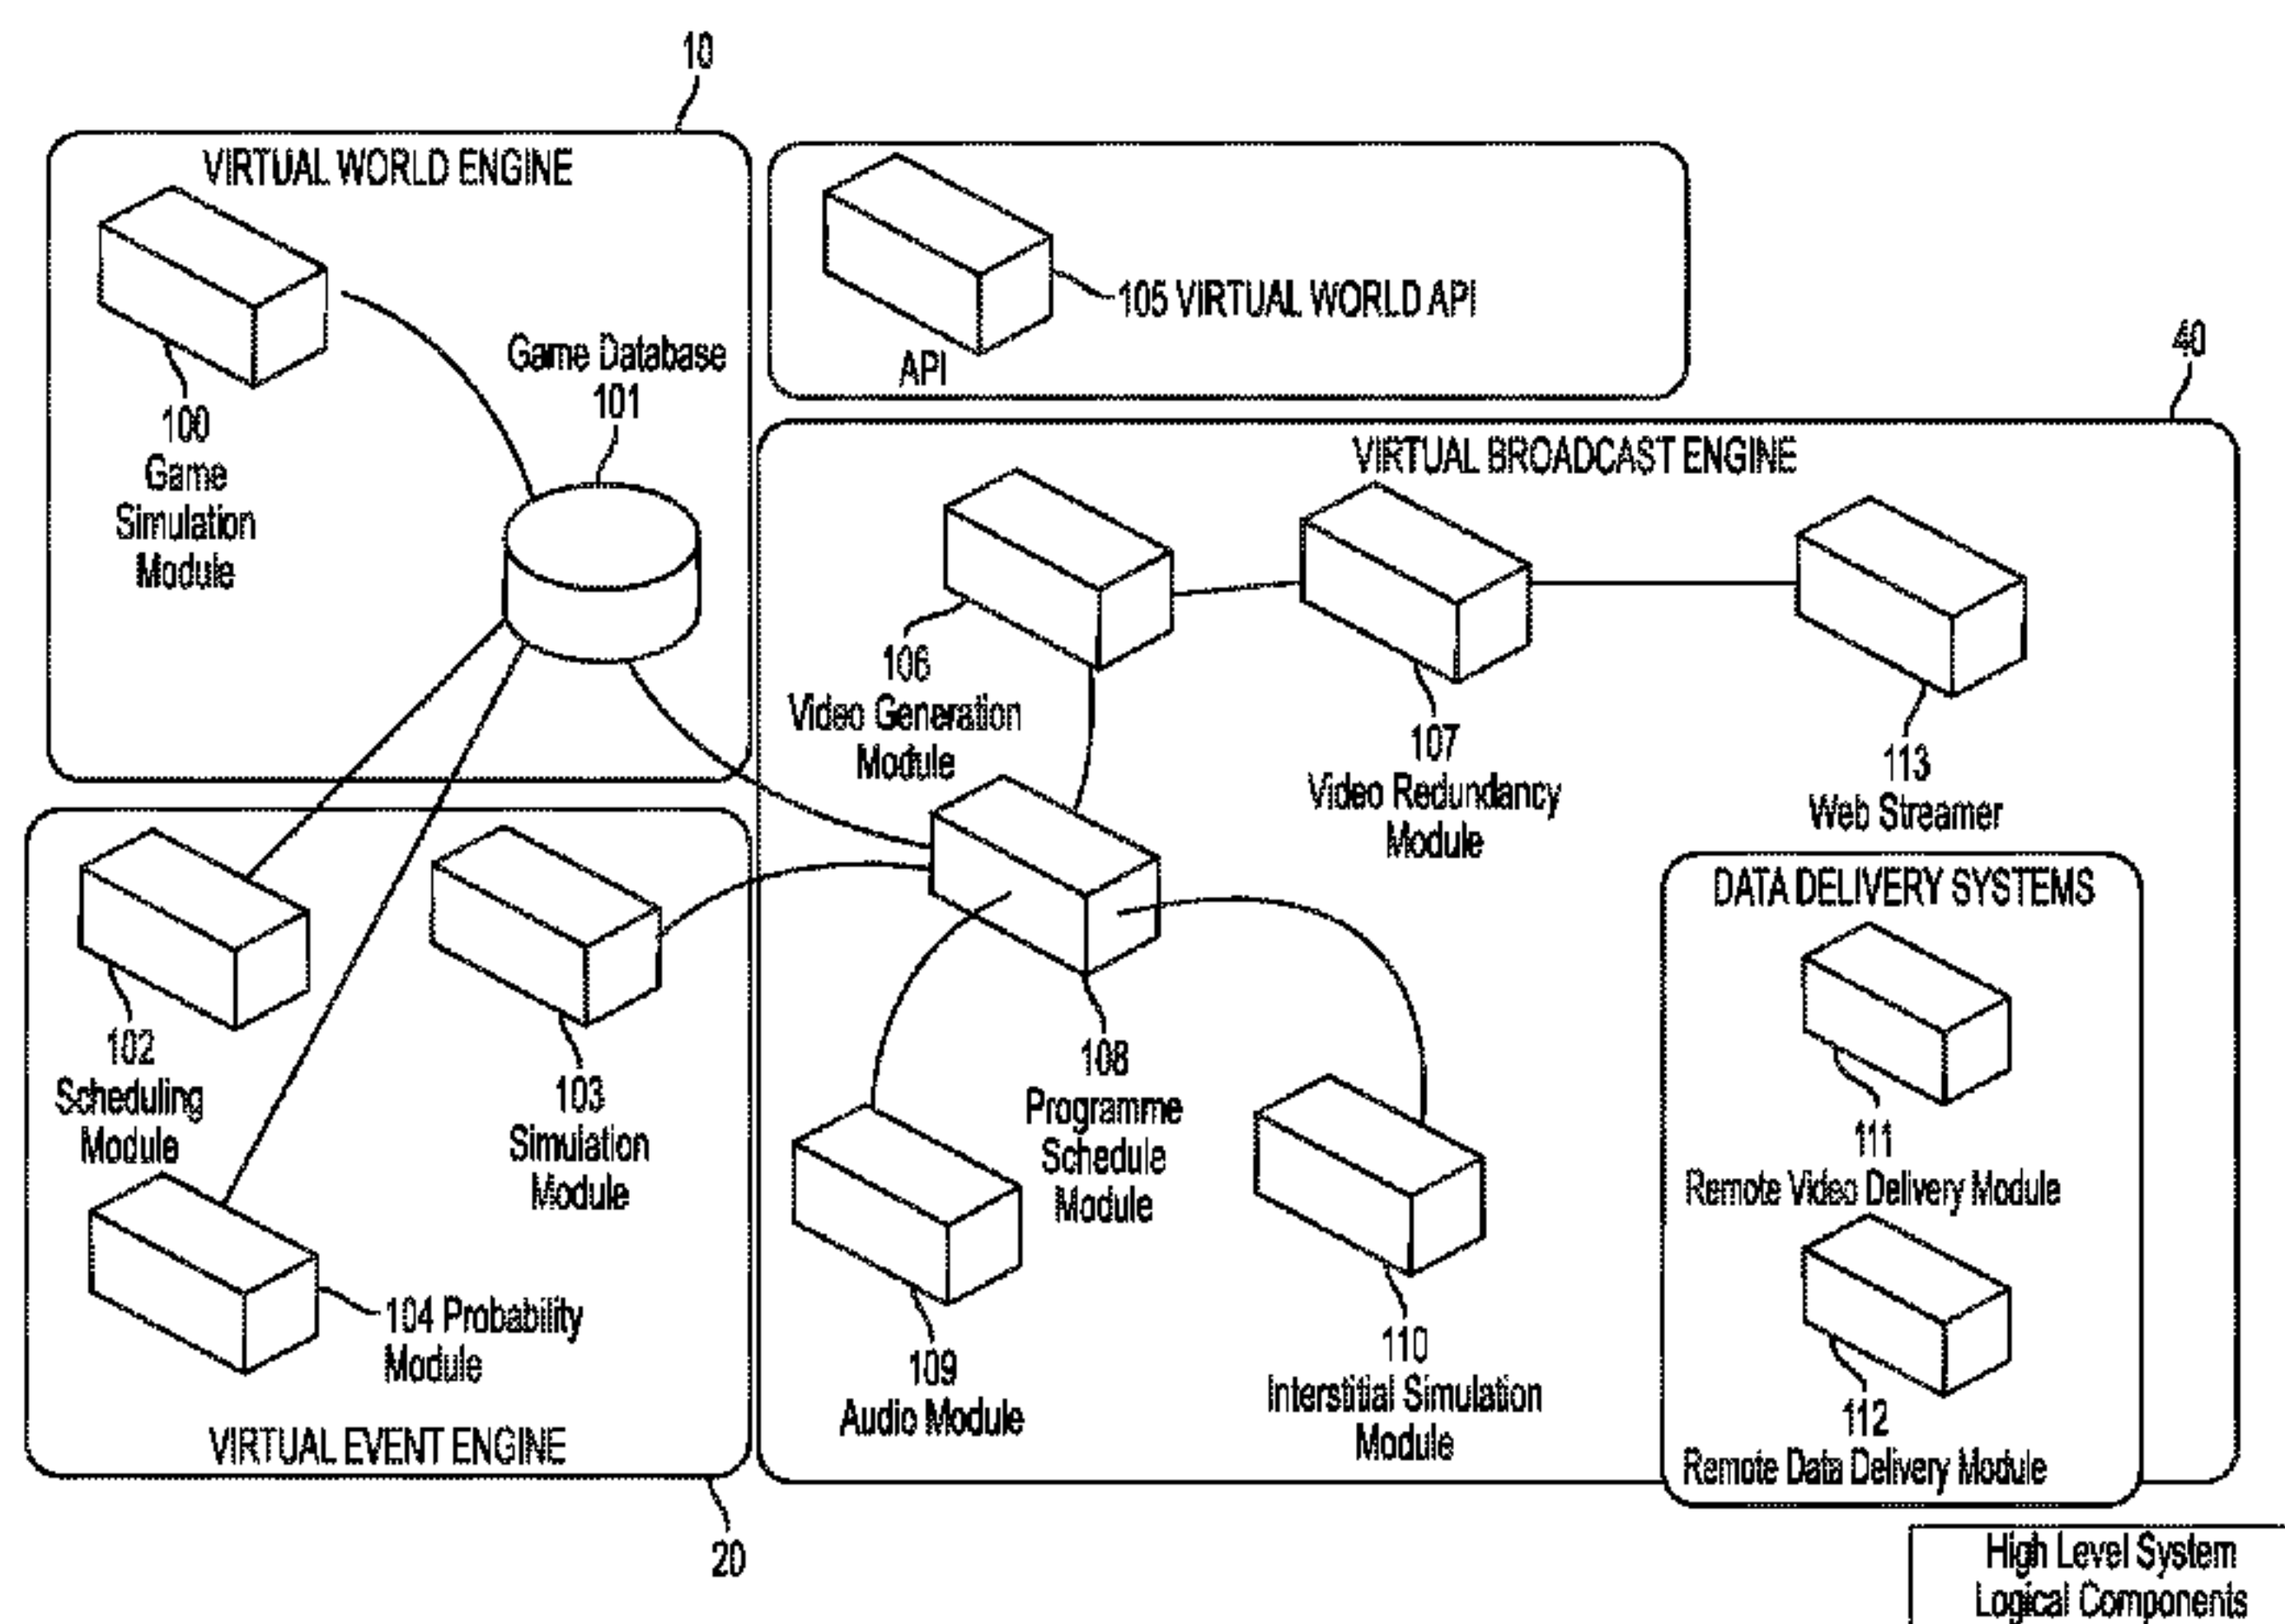 10
VIRTUAL WORLD ENGINE
100
Game
Simulation
Module
Game Database
101
105 VIRTUAL WORLD API
API
40
VIRTUAL BROADCAST ENGINE
106
Video Generation
Module
107
Video Redundancy
Module
113
Web Streamer
102
Scheduling
Module
103
Simulation
Module
104 Probability
Module
VIRTUAL EVENT ENGINE
20
108
Programme
Schedule
Module
109
Audio Module
110
Interstitial Simulation
Module
DATA DELIVERY SYSTEMS
111
Remote Video Delivery Module
112
Remote Data Delivery Module
High Level System
Logical Components